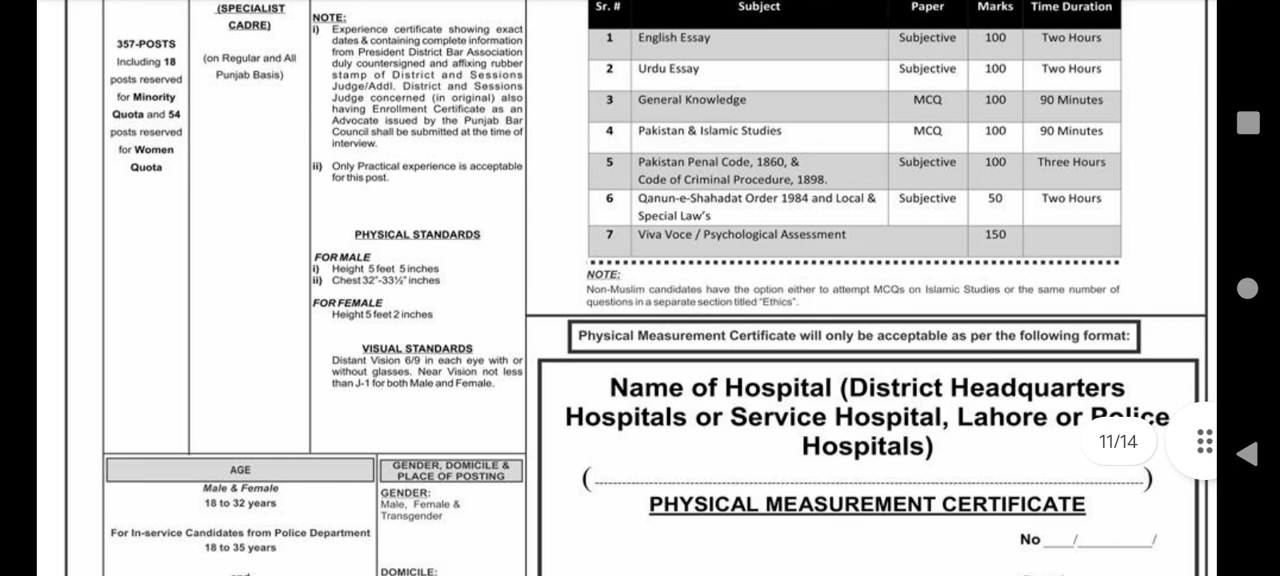 357-POSTS
Including 18
posts reserved
for Minority
Quota and 54
posts reserved
for Women
Quota
(SPECIALIST
CADRE)
(on Regular and All
Punjab Basis)
NOTE:
i) Experience certificate showing exact
dates & containing complete information
from President District Bar Association
duly countersigned and affixing rubber
stamp of District and Sessions
Judge/Addl. District and Sessions
Judge concerned (in original) also
having Enrollment Certificate as an
Advocate issued by the Punjab Bar
Council shall be submitted at the time of
interview.
ii) Only Practical experience is acceptable
for this post.
PHYSICAL STANDARDS
FOR MALE
i) Height 5 feet 5 inches
ii) Chest 32"-33½" inches
FOR FEMALE
Height 5 feet 2 inches
VISUAL STANDARDS
Distant Vision 6/9 in each eye with or
without glasses. Near Vision not less
than J-1 for both Male and Female.
AGE
Male & Female
18 to 32 years
For In-service Candidates from Police Department
18 to 35 years
and
GENDER, DOMICILE &
PLACE OF POSTING
GENDER:
Male, Female &
Transgender
DOMICILE:
Sr. # Subject Paper Marks Time Duration
1 English Essay Subjective 100 Two Hours
2 Urdu Essay Subjective 100 Two Hours
3 General Knowledge MCQ 100 90 Minutes
4 Pakistan & Islamic Studies MCQ 100 90 Minutes
5 Pakistan Penal Code, 1860, & Subjective 100 Three Hours
Code of Criminal Procedure, 1898.
6 Qanun-e-Shahadat Order 1984 and Local & Subjective 50 Two Hours
Special Law's
7 Viva Voce / Psychological Assessment 150
NOTE:
Non-Muslim candidates have the option either to attempt MCQs on Islamic Studies or the same number of
questions in a separate section titled "Ethics".
Physical Measurement Certificate will only be acceptable as per the following format:
Name of Hospital (District Headquarters
Hospitals or Service Hospital, Lahore or Police
Hospitals)
11/14
(........................................)
PHYSICAL MEASUREMENT CERTIFICATE
No ___/________/